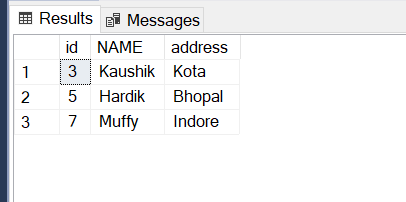 Results Messages
id NAME address
1 3 Kaushik Kota
2 5 Hardik Bhopal
3 7 Muffy Indore